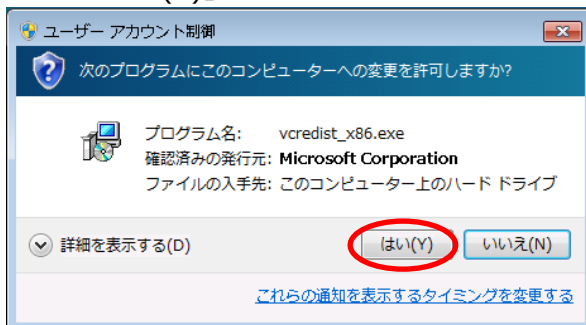 (Y)
ユーザー アカウント制御
次のプログラムにこのコンピューターへの変更を許可しますか?
プログラム名: vcredist_x86.exe
確認済みの発行元: Microsoft Corporation
ファイルの入手先: このコンピューター上のハード ドライブ
詳細を表示する(D) はい(Y) いいえ(N)
これらの通知を表示するタイミングを変更する